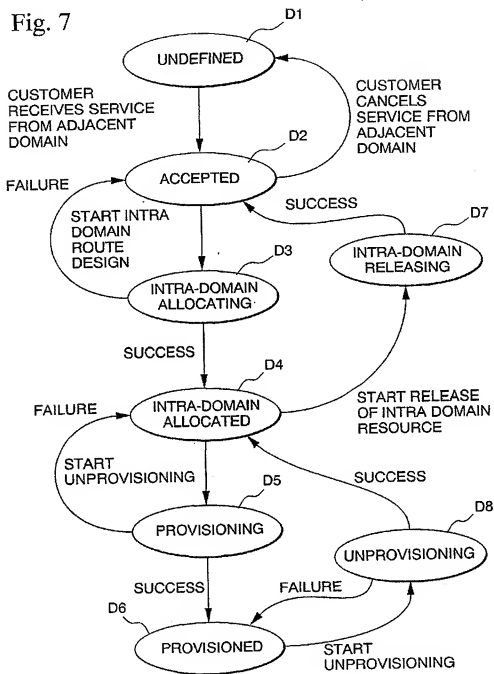 Fig. 7
D1
UNDEFINED
CUSTOMER
RECEIVES SERVICE
FROM ADJACENT
DOMAIN
CUSTOMER
CANCELS
SERVICE FROM
ADJACENT
DOMAIN
D2
ACCEPTED
FAILURE
START INTRA
DOMAIN
ROUTE
DESIGN
SUCCESS
D7
INTRA-DOMAIN
RELEASING
D3
INTRA-DOMAIN
ALLOCATING
SUCCESS
D4
INTRA-DOMAIN
ALLOCATED
START RELEASE
OF INTRA DOMAIN
RESOURCE
FAILURE
START
UNPROVISIONING
SUCCESS
D5
PROVISIONING
D8
UNPROVISIONING
SUCCESS
FAILURE
D6
PROVISIONED
START
UNPROVISIONING